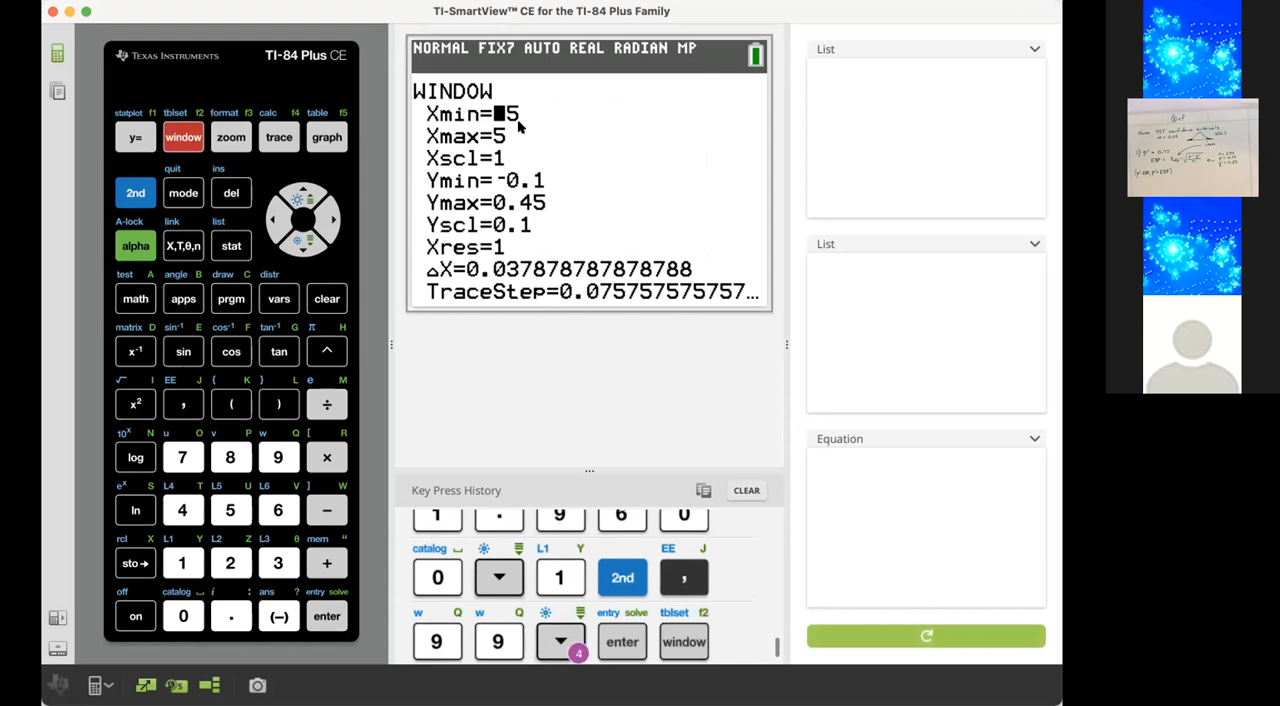 TI-SmartView™ CE for the TI-84 Plus Family
TEXAS INSTRUMENTS TI-84 Plus CE
statplot f1 tblset f2 format f3 calc f4 table f5
y= window zoom trace graph
quit ins
2nd mode del
A-lock link list
alpha X,T,θ,n stat
test A angle B draw C distr
math apps prgm vars clear
matrix D sin⁻¹ E cos⁻¹ F tan⁻¹ G π H
x⁻¹ sin cos tan ^
√ I EE J { K } L e M
x² , ( ) ÷
10ˣ N u O v P w Q [ R
log 7 8 9 ×
eˣ S L4 T L5 U L6 V ] W
ln 4 5 6 −
rcl X L1 Y L2 Z L3 θ mem "
sto→ 1 2 3 +
off catalog ⎵ i : ans ? entry solve
on 0 . (−) enter
NORMAL FIX7 AUTO REAL RADIAN MP
WINDOW
Xmin=5
Xmax=5
Xscl=1
Ymin=⁻0.1
Ymax=0.45
Yscl=0.1
Xres=1
△X=0.037878787878788
TraceStep=0.075757575757...
Key Press History
CLEAR
1 . 9 6 0
catalog ⎵ L1 Y EE J
0 1 2nd ,
w Q w Q entry solve tblset f2
9 9 4 enter window
List
List
Equation